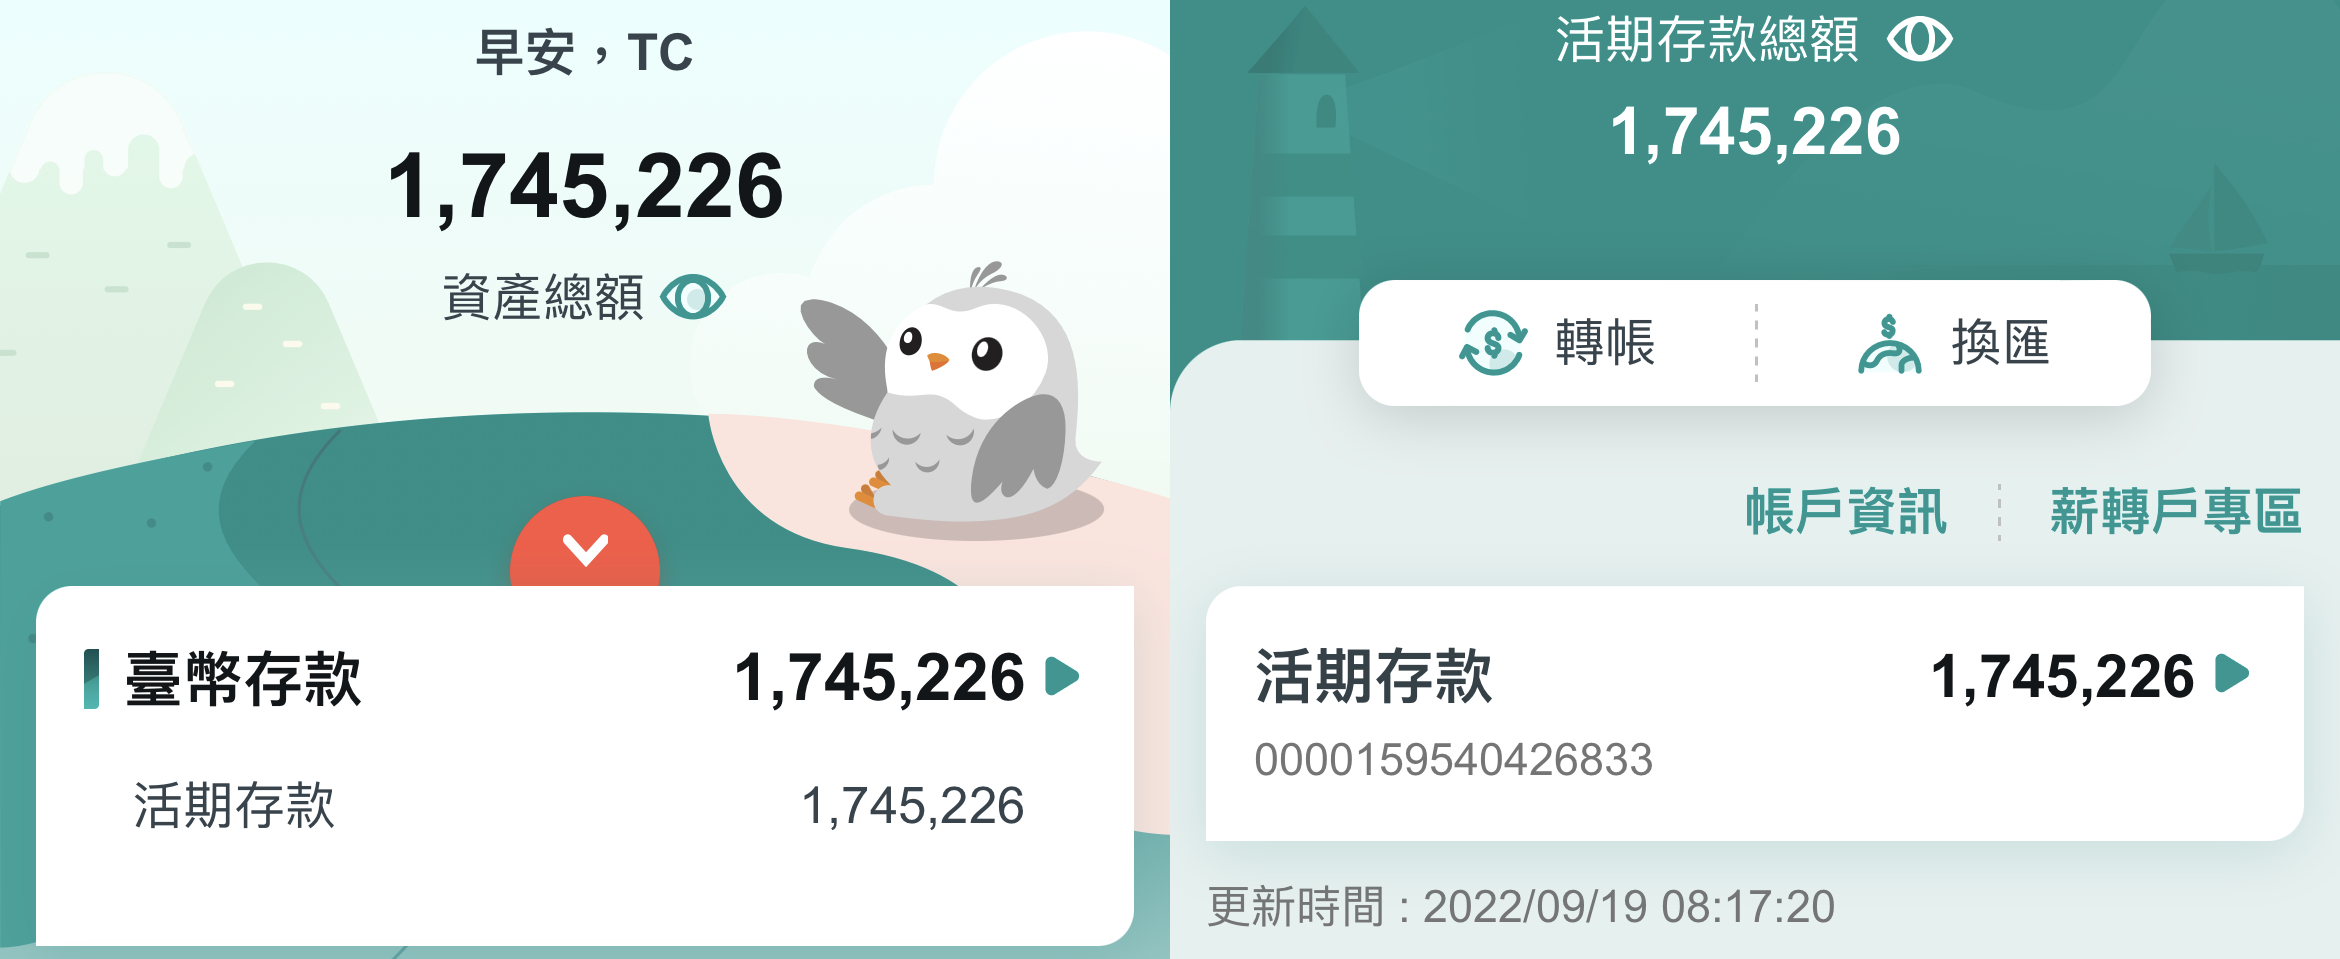 早安，TC
1,745,226
資產總額
臺幣存款 1,745,226
活期存款 1,745,226
活期存款總額
1,745,226
轉帳 換匯
帳戶資訊 薪轉戶專區
活期存款 1,745,226
0000159540426833
更新時間 : 2022/09/19 08:17:20